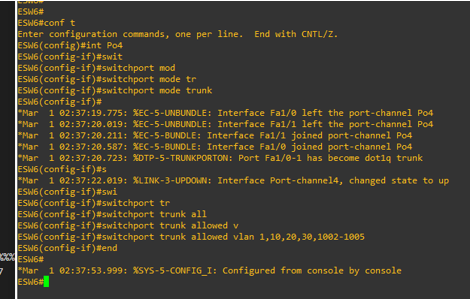 ESW6#
ESW6#
ESW6#conf t
Enter configuration commands, one per line.  End with CNTL/Z.
ESW6(config)#int Po4
ESW6(config-if)#swit
ESW6(config-if)#switchport mod
ESW6(config-if)#switchport mode tr
ESW6(config-if)#switchport mode trunk
ESW6(config-if)#
*Mar  1 02:37:19.775: %EC-5-UNBUNDLE: Interface Fa1/0 left the port-channel Po4
*Mar  1 02:37:20.019: %EC-5-UNBUNDLE: Interface Fa1/1 left the port-channel Po4
*Mar  1 02:37:20.211: %EC-5-BUNDLE: Interface Fa1/1 joined port-channel Po4
*Mar  1 02:37:20.587: %EC-5-BUNDLE: Interface Fa1/0 joined port-channel Po4
*Mar  1 02:37:20.723: %DTP-5-TRUNKPORTON: Port Fa1/0-1 has become dot1q trunk
ESW6(config-if)#s
*Mar  1 02:37:22.019: %LINK-3-UPDOWN: Interface Port-channel4, changed state to up
ESW6(config-if)#swi
ESW6(config-if)#switchport tr
ESW6(config-if)#switchport trunk all
ESW6(config-if)#switchport trunk allowed v
ESW6(config-if)#switchport trunk allowed vlan 1,10,20,30,1002-1005
ESW6(config-if)#end
%%%
ESW6#
7
*Mar  1 02:37:53.999: %SYS-5-CONFIG_I: Configured from console by console
ESW6#